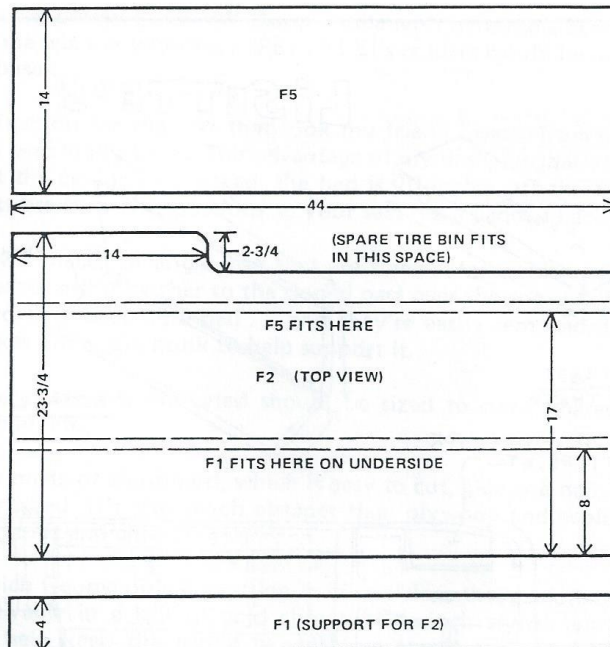 F5
14
44
14
2-3/4
(SPARE TIRE BIN FITS
IN THIS SPACE)
F5 FITS HERE
F2 (TOP VIEW)
23-3/4
17
F1 FITS HERE ON UNDERSIDE
8
4
F1 (SUPPORT FOR F2)